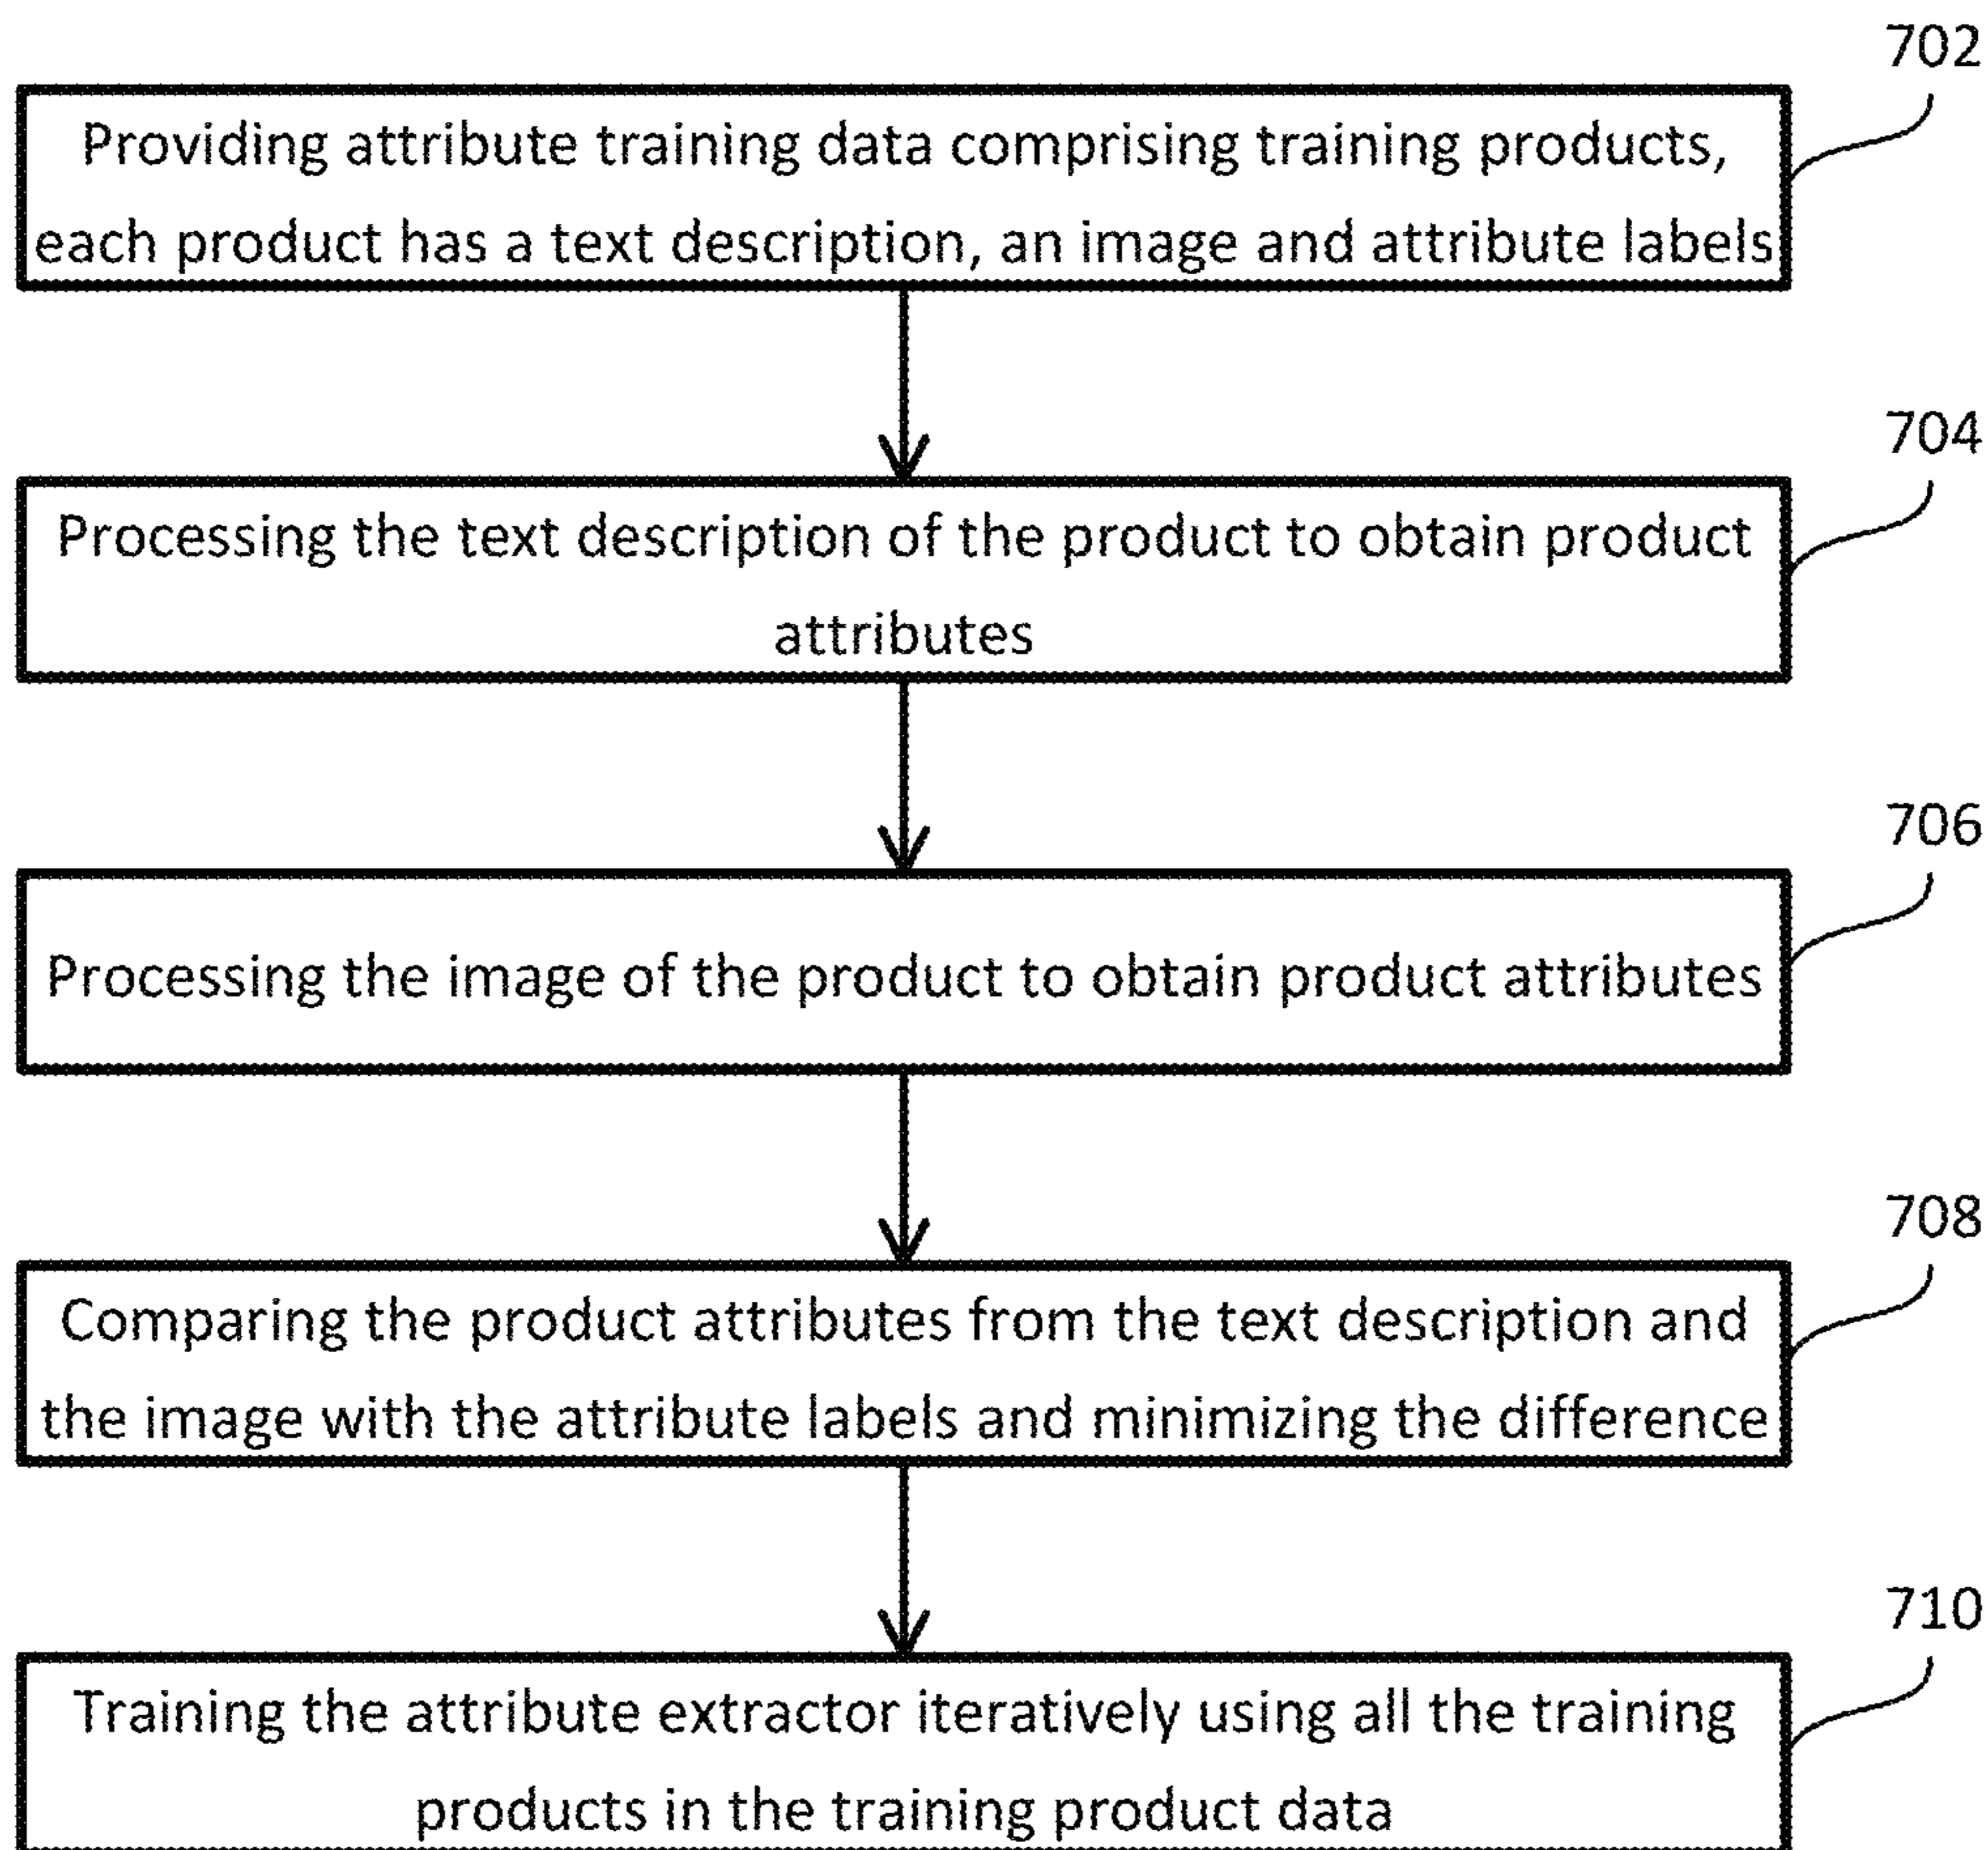 702
Providing attribute training data comprising training products,
each product has a text description, an image and attribute labels
704
Processing the text description of the product to obtain product
attributes
706
Processing the image of the product to obtain product attributes
708
Comparing the product attributes from the text description and
the image with the attribute labels and minimizing the difference
710
Training the attribute extractor iteratively using all the training
products in the training product data